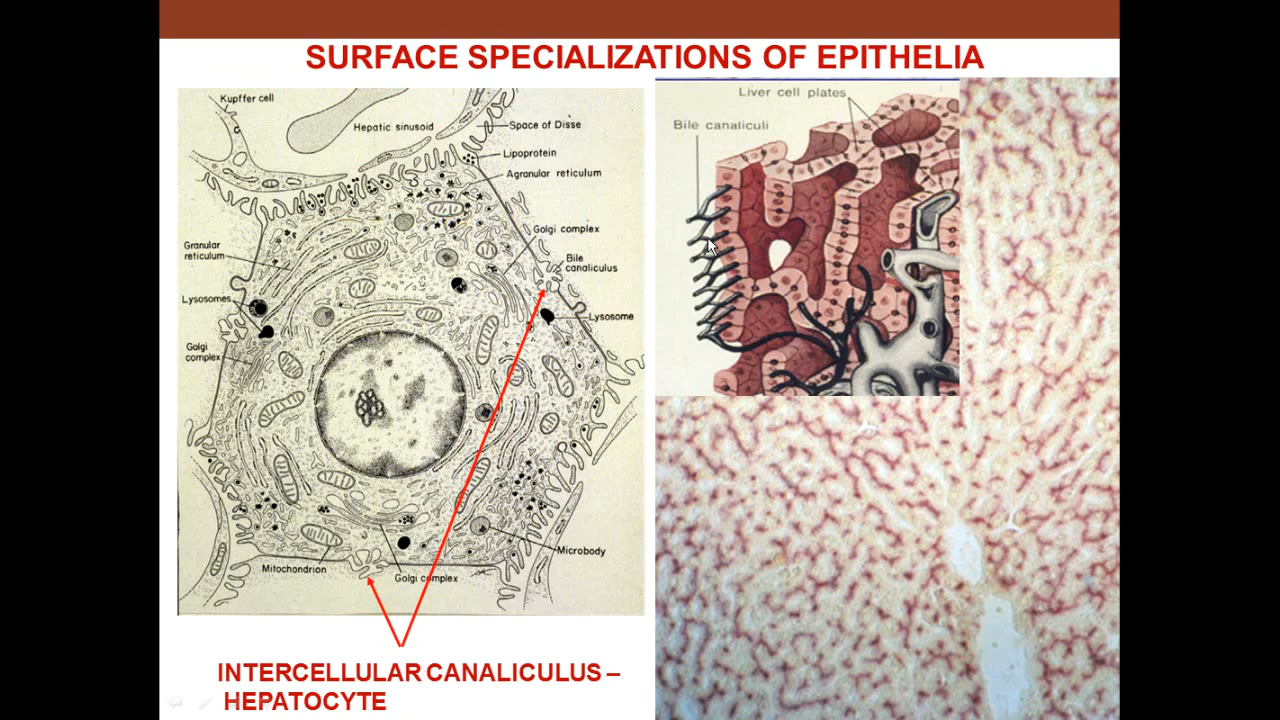 SURFACE SPECIALIZATIONS OF EPITHELIA
Kupffer cell
Hepatic sinusoid
Space of Disse
Lipoprotein
Agranular reticulum
Golgi complex
Bile
canaliculus
Granular
reticulum
Lysosomes
Lysosome
Golgi
complex
Microbody
Mitochondrion
Golgi complex
Liver cell plates
Bile canaliculi
INTERCELLULAR CANALICULUS –
HEPATOCYTE